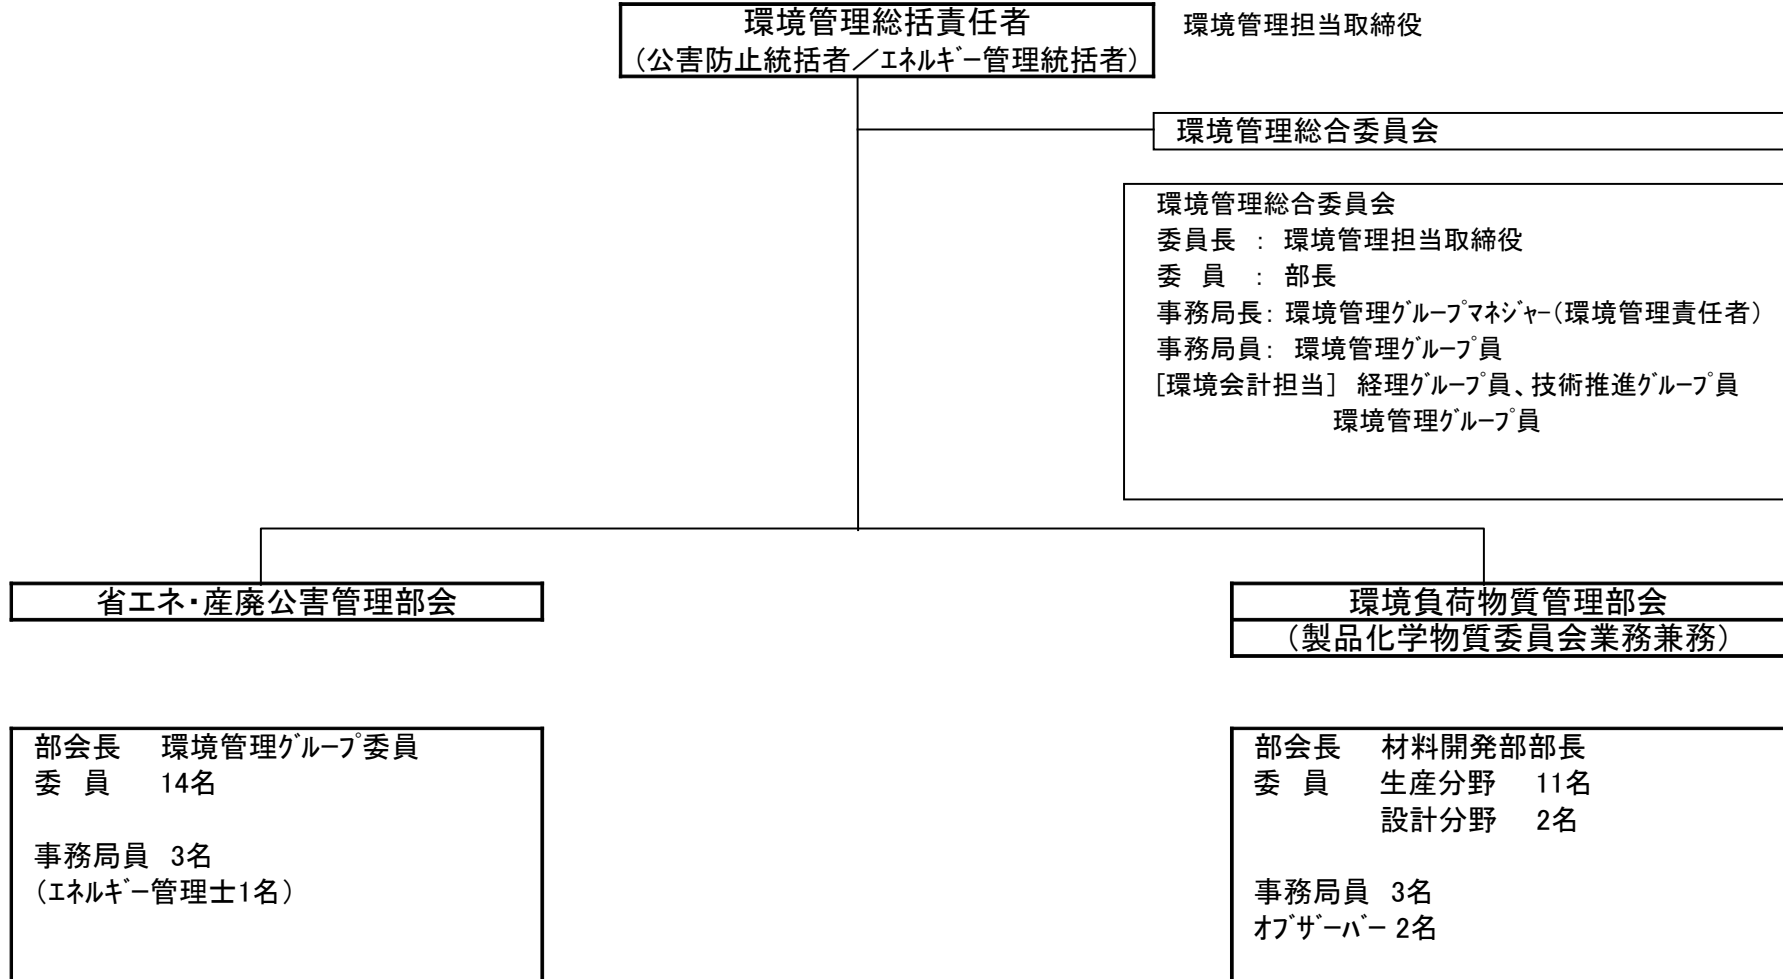 環境管理総括責任者
環境管理担当取締役
(公害防止統括者／ｴﾈﾙｷﾞｰ管理統括者)
環境管理総合委員会
環境管理総合委員会
委員長 ： 環境管理担当取締役
委 員 ： 部長
事務局長： 環境管理ｸﾞﾙｰﾌﾟﾏﾈｼﾞｬｰ(環境管理責任者)
事務局員： 環境管理ｸﾞﾙｰﾌﾟ員
[環境会計担当] 経理ｸﾞﾙｰﾌﾟ員、技術推進ｸﾞﾙｰﾌﾟ員
環境管理ｸﾞﾙｰﾌﾟ員
省エネ・産廃公害管理部会
環境負荷物質管理部会
(製品化学物質委員会業務兼務)
部会長 環境管理ｸﾞﾙｰﾌﾟ委員
委 員 14名
事務局員 3名
(ｴﾈﾙｷﾞｰ管理士1名)
部会長 材料開発部部長
委 員 生産分野 11名
設計分野 2名
事務局員 3名
ｵﾌﾞｻﾞｰﾊﾞｰ 2名